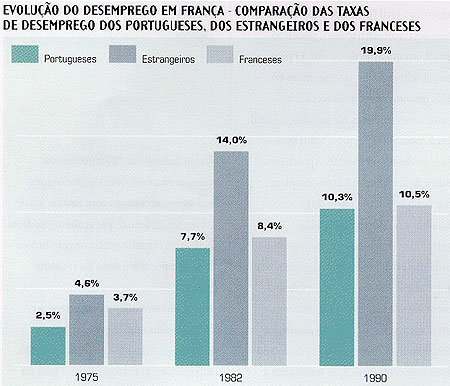 EVOLUÇÃO DO DESEMPREGO EM FRANÇA - COMPARAÇÃO DAS TAXAS
DE DESEMPREGO DOS PORTUGUESES, DOS ESTRANGEIROS E DOS FRANCESES
Portugueses Estrangeiros Franceses
19,9%
14,0%
10,3% 10,5%
7,7% 8,4%
4,6%
2,5% 3,7%
1975 1982 1990